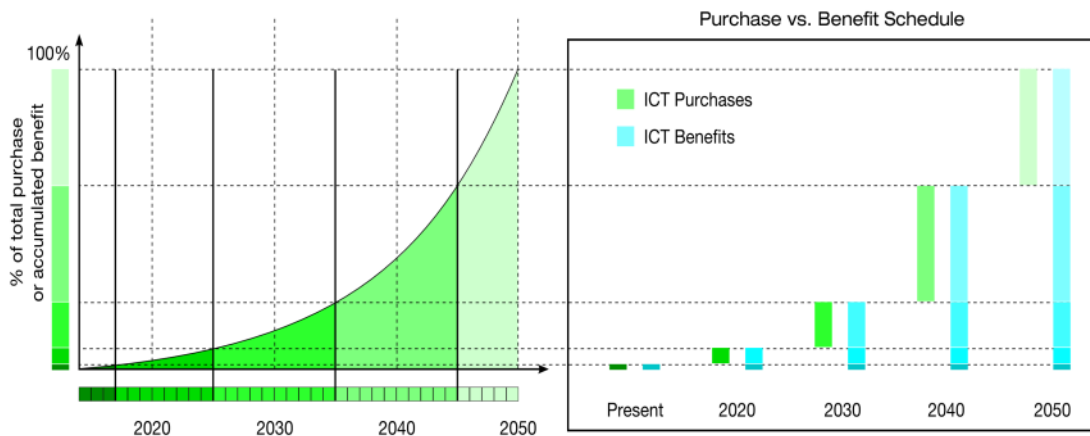 Purchase vs. Benefit Schedule
100%
% of total purchase
or accumulated benefit
ICT Purchases
ICT Benefits
2020 2030 2040 2050
Present 2020 2030 2040 2050